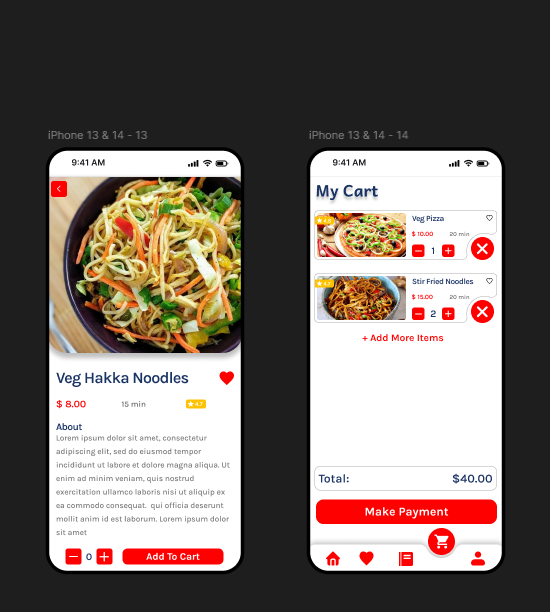 iPhone 13 & 14 - 13
9:41 AM
Veg Hakka Noodles
$ 8.00
15 min
4.7
About
Lorem ipsum dolor sit amet, consectetur
adipiscing elit, sed do eiusmod tempor
incididunt ut labore et dolore magna aliqua. Ut
enim ad minim veniam, quis nostrud
exercitation ullamco laboris nisi ut aliquip ex
ea commodo consequat. qui officia deserunt
mollit anim id est laborum. Lorem ipsum dolor
sit amet
0
Add To Cart
iPhone 13 & 14 - 14
9:41 AM
My Cart
Veg Pizza
$ 10.00
20 min
1
4.7
Stir Fried Noodles
$ 15.00
20 min
2
+ Add More Items
Total:
$40.00
Make Payment